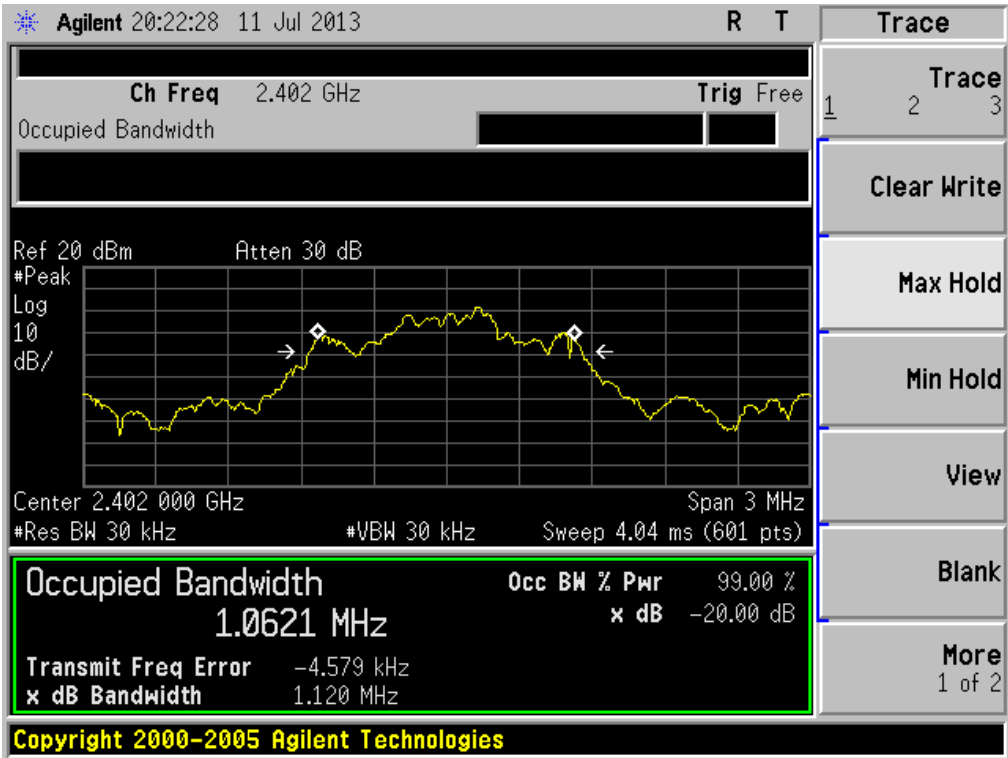 Agilent 20:22:28 11 Jul 2013 R T
Trace
Ch Freq 2.402 GHz Trig Free
Occupied Bandwidth
Ref 20 dBm Atten 30 dB
#Peak
Log
10
dB/
Center 2.402 000 GHz Span 3 MHz
#Res BW 30 kHz #VBW 30 kHz Sweep 4.04 ms (601 pts)
Occupied Bandwidth
1.0621 MHz
Occ BW % Pwr 99.00 %
x dB -20.00 dB
Transmit Freq Error -4.579 kHz
x dB Bandwidth 1.120 MHz
Trace
1 2 3
Clear Write
Max Hold
Min Hold
View
Blank
More
1 of 2
Copyright 2000-2005 Agilent Technologies